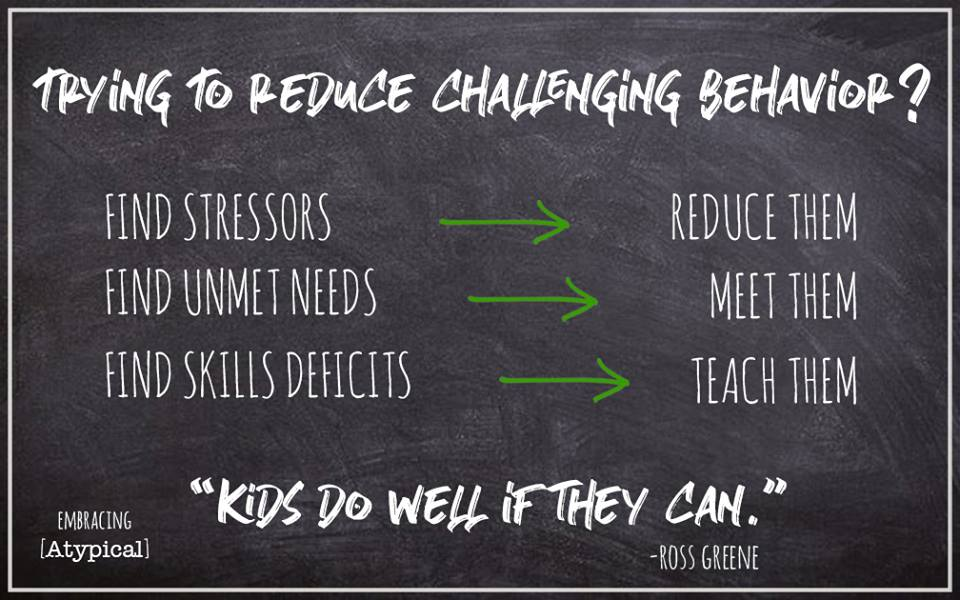 TRYING TO REDUCE CHALLENGING BEHAVIOR?
FIND STRESSORS → REDUCE THEM
FIND UNMET NEEDS → MEET THEM
FIND SKILLS DEFICITS → TEACH THEM
“KIDS DO WELL IF THEY CAN.”
-ROSS GREENE
EMBRACING
[Atypical]